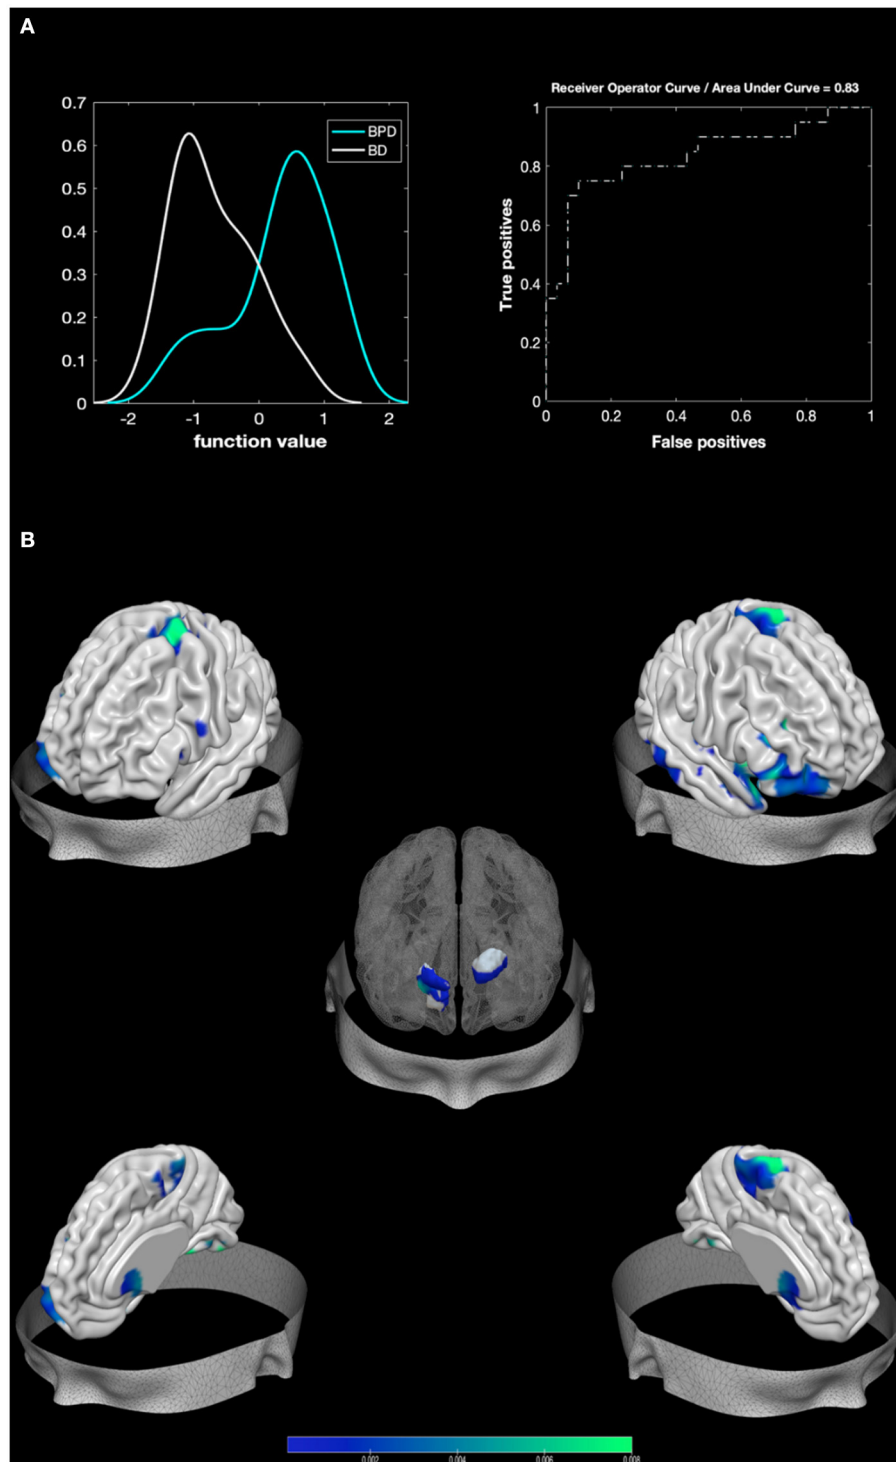 A
Receiver Operator Curve / Area Under Curve = 0.83
0.7
0.6
0.5
0.4
0.3
0.2
0.1
0
BPD
BD
-2 -1 0 1 2
function value
1
0.8
0.6
0.4
0.2
0
True positives
0 0.2 0.4 0.6 0.8 1
False positives
B
0.002 0.004 0.006 0.008